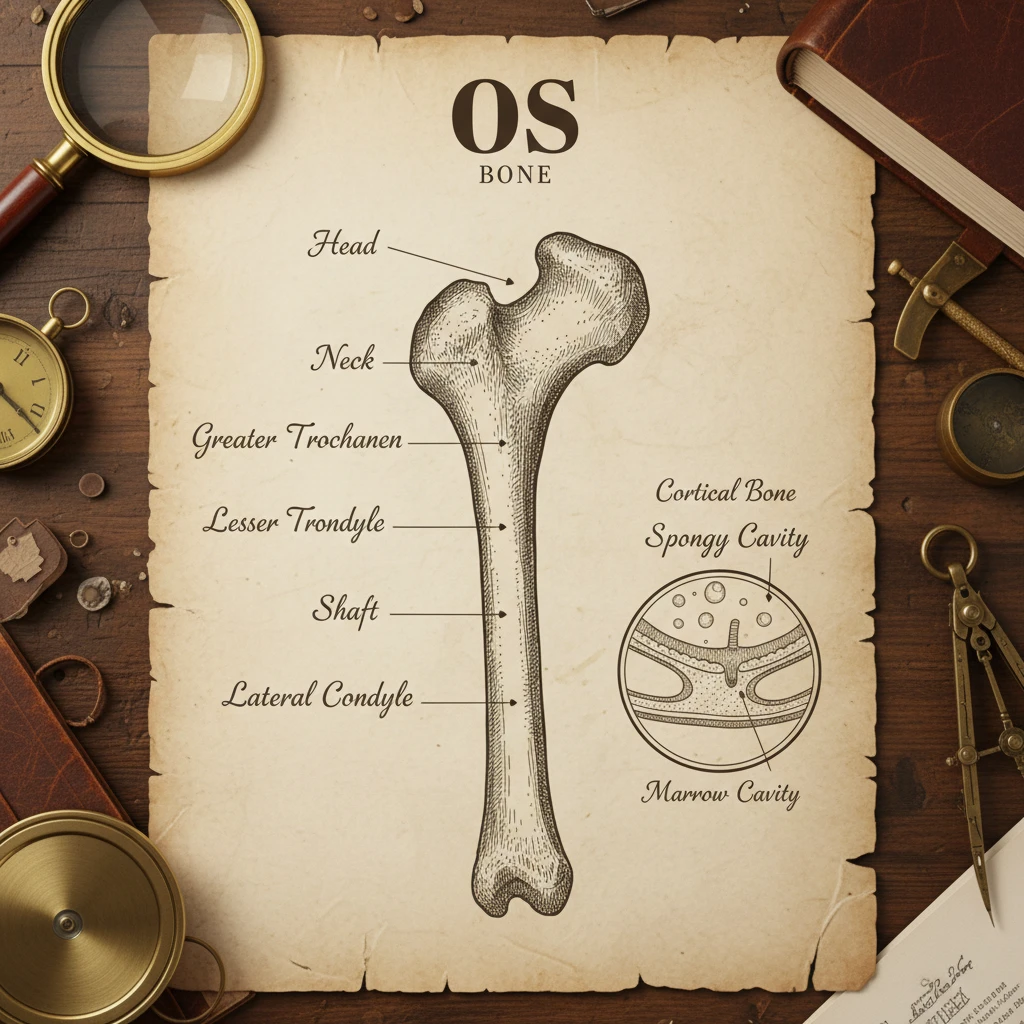 OS
BONE
Head
Neck
Greater Trochanen
Lesser Trondyle
Shaft
Lateral Condyle
Cortical Bone
Spongy Cavity
Marrow Cavity